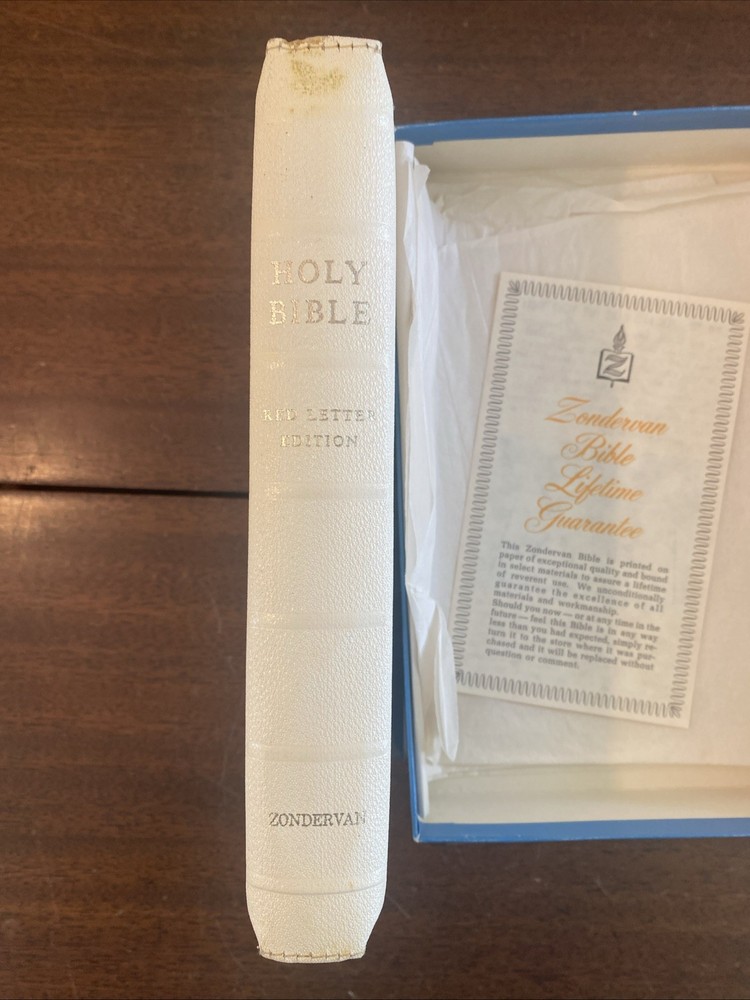 HOLY
BIBLE
RED LETTER
EDITION
ZONDERVAN
Z
Zondervan
Bible
Lifetime
Guarantee
This Zondervan Bible is printed on
paper of exceptional quality and bound
in select materials to assure a lifetime
of reverent use. We unconditionally
guarantee the excellence of all
materials and workmanship.
Should you now — or at any time in the
future — feel this Bible is in any way
less than you had expected, simply re-
turn it to the store where it was pur-
chased and it will be replaced without
question or comment.